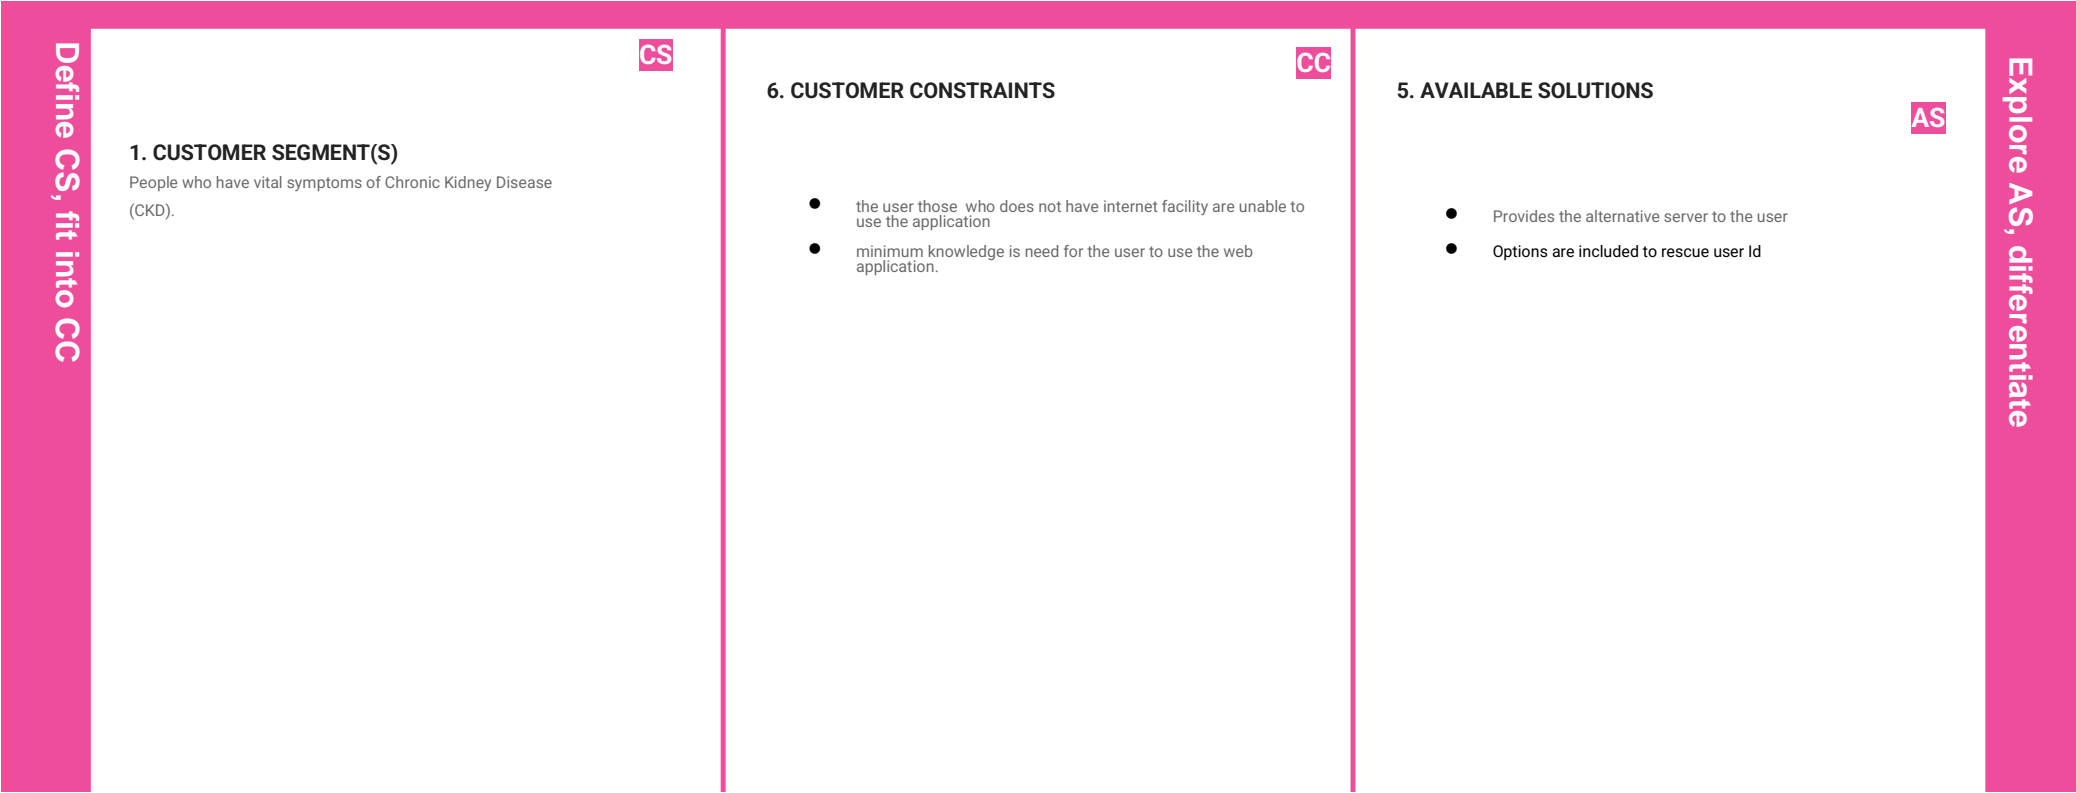 Define CS, fit into CC
CS
1. CUSTOMER SEGMENT(S)
People who have vital symptoms of Chronic Kidney Disease
(CKD).
CC
6. CUSTOMER CONSTRAINTS
● the user those  who does not have internet facility are unable to
use the application
● minimum knowledge is need for the user to use the web
application.
5. AVAILABLE SOLUTIONS
AS
● Provides the alternative server to the user
● Options are included to rescue user Id
Explore AS, differentiate